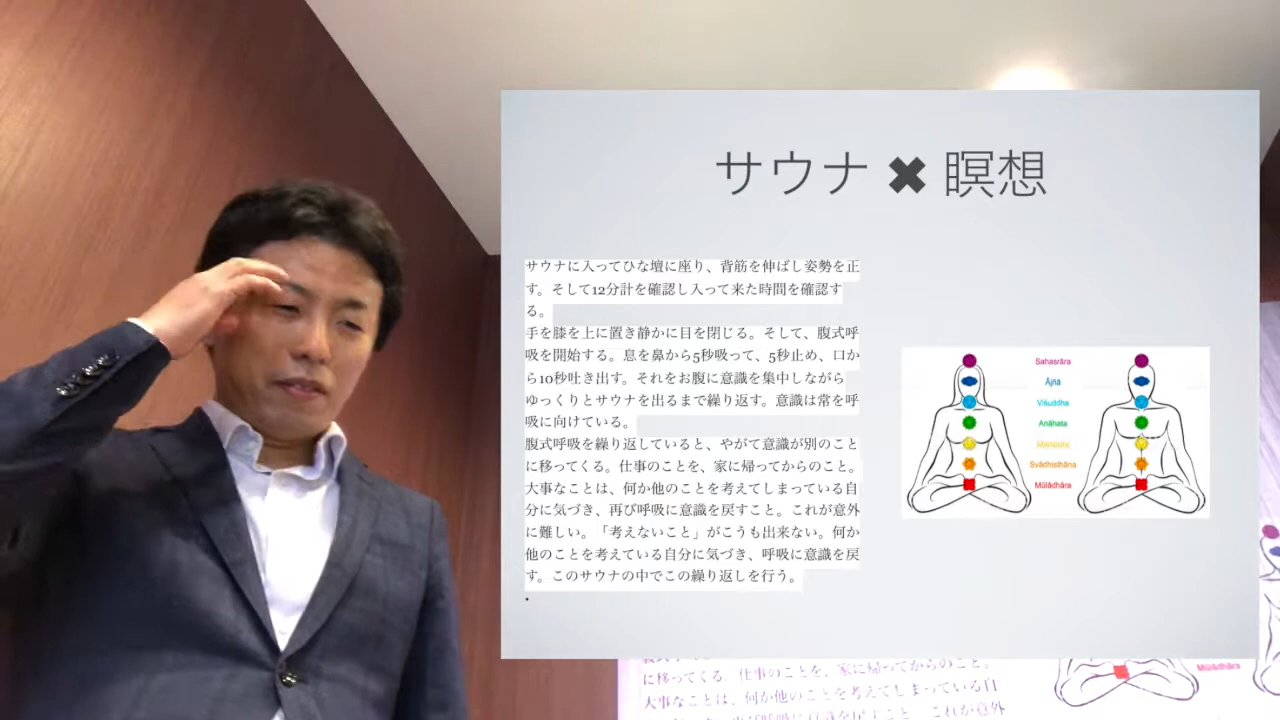 サウナ ✖ 瞑想
サウナに入ってひな壇に座り、背筋を伸ばし姿勢を正
す。そして12分計を確認し入って来た時間を確認す
る。
手を膝を上に置き静かに目を閉じる。そして、腹式呼
吸を開始する。息を鼻から5秒吸って、5秒止め、口か
ら10秒吐き出す。それをお腹に意識を集中しながら
ゆっくりとサウナを出るまで繰り返す。意識は常を呼
吸に向けている。
腹式呼吸を繰り返していると、やがて意識が別のこと
に移ってくる。仕事のことを、家に帰ってからのこと。
大事なことは、何か他のことを考えてしまっている自
分に気づき、再び呼吸に意識を戻すこと。これが意外
に難しい。「考えないこと」がこうも出来ない。何か
他のことを考えている自分に気づき、呼吸に意識を戻
す。このサウナの中でこの繰り返しを行う。
Sahasrāra
Ājñā
Viśuddha
Anāhata
Manipūra
Svādhisthāna
Mūlādhāra
に移ってくる。仕事のことを、家に帰ってからのこと。
大事なことは、何か他のことを考えてしまっている自
Mūlādhāra